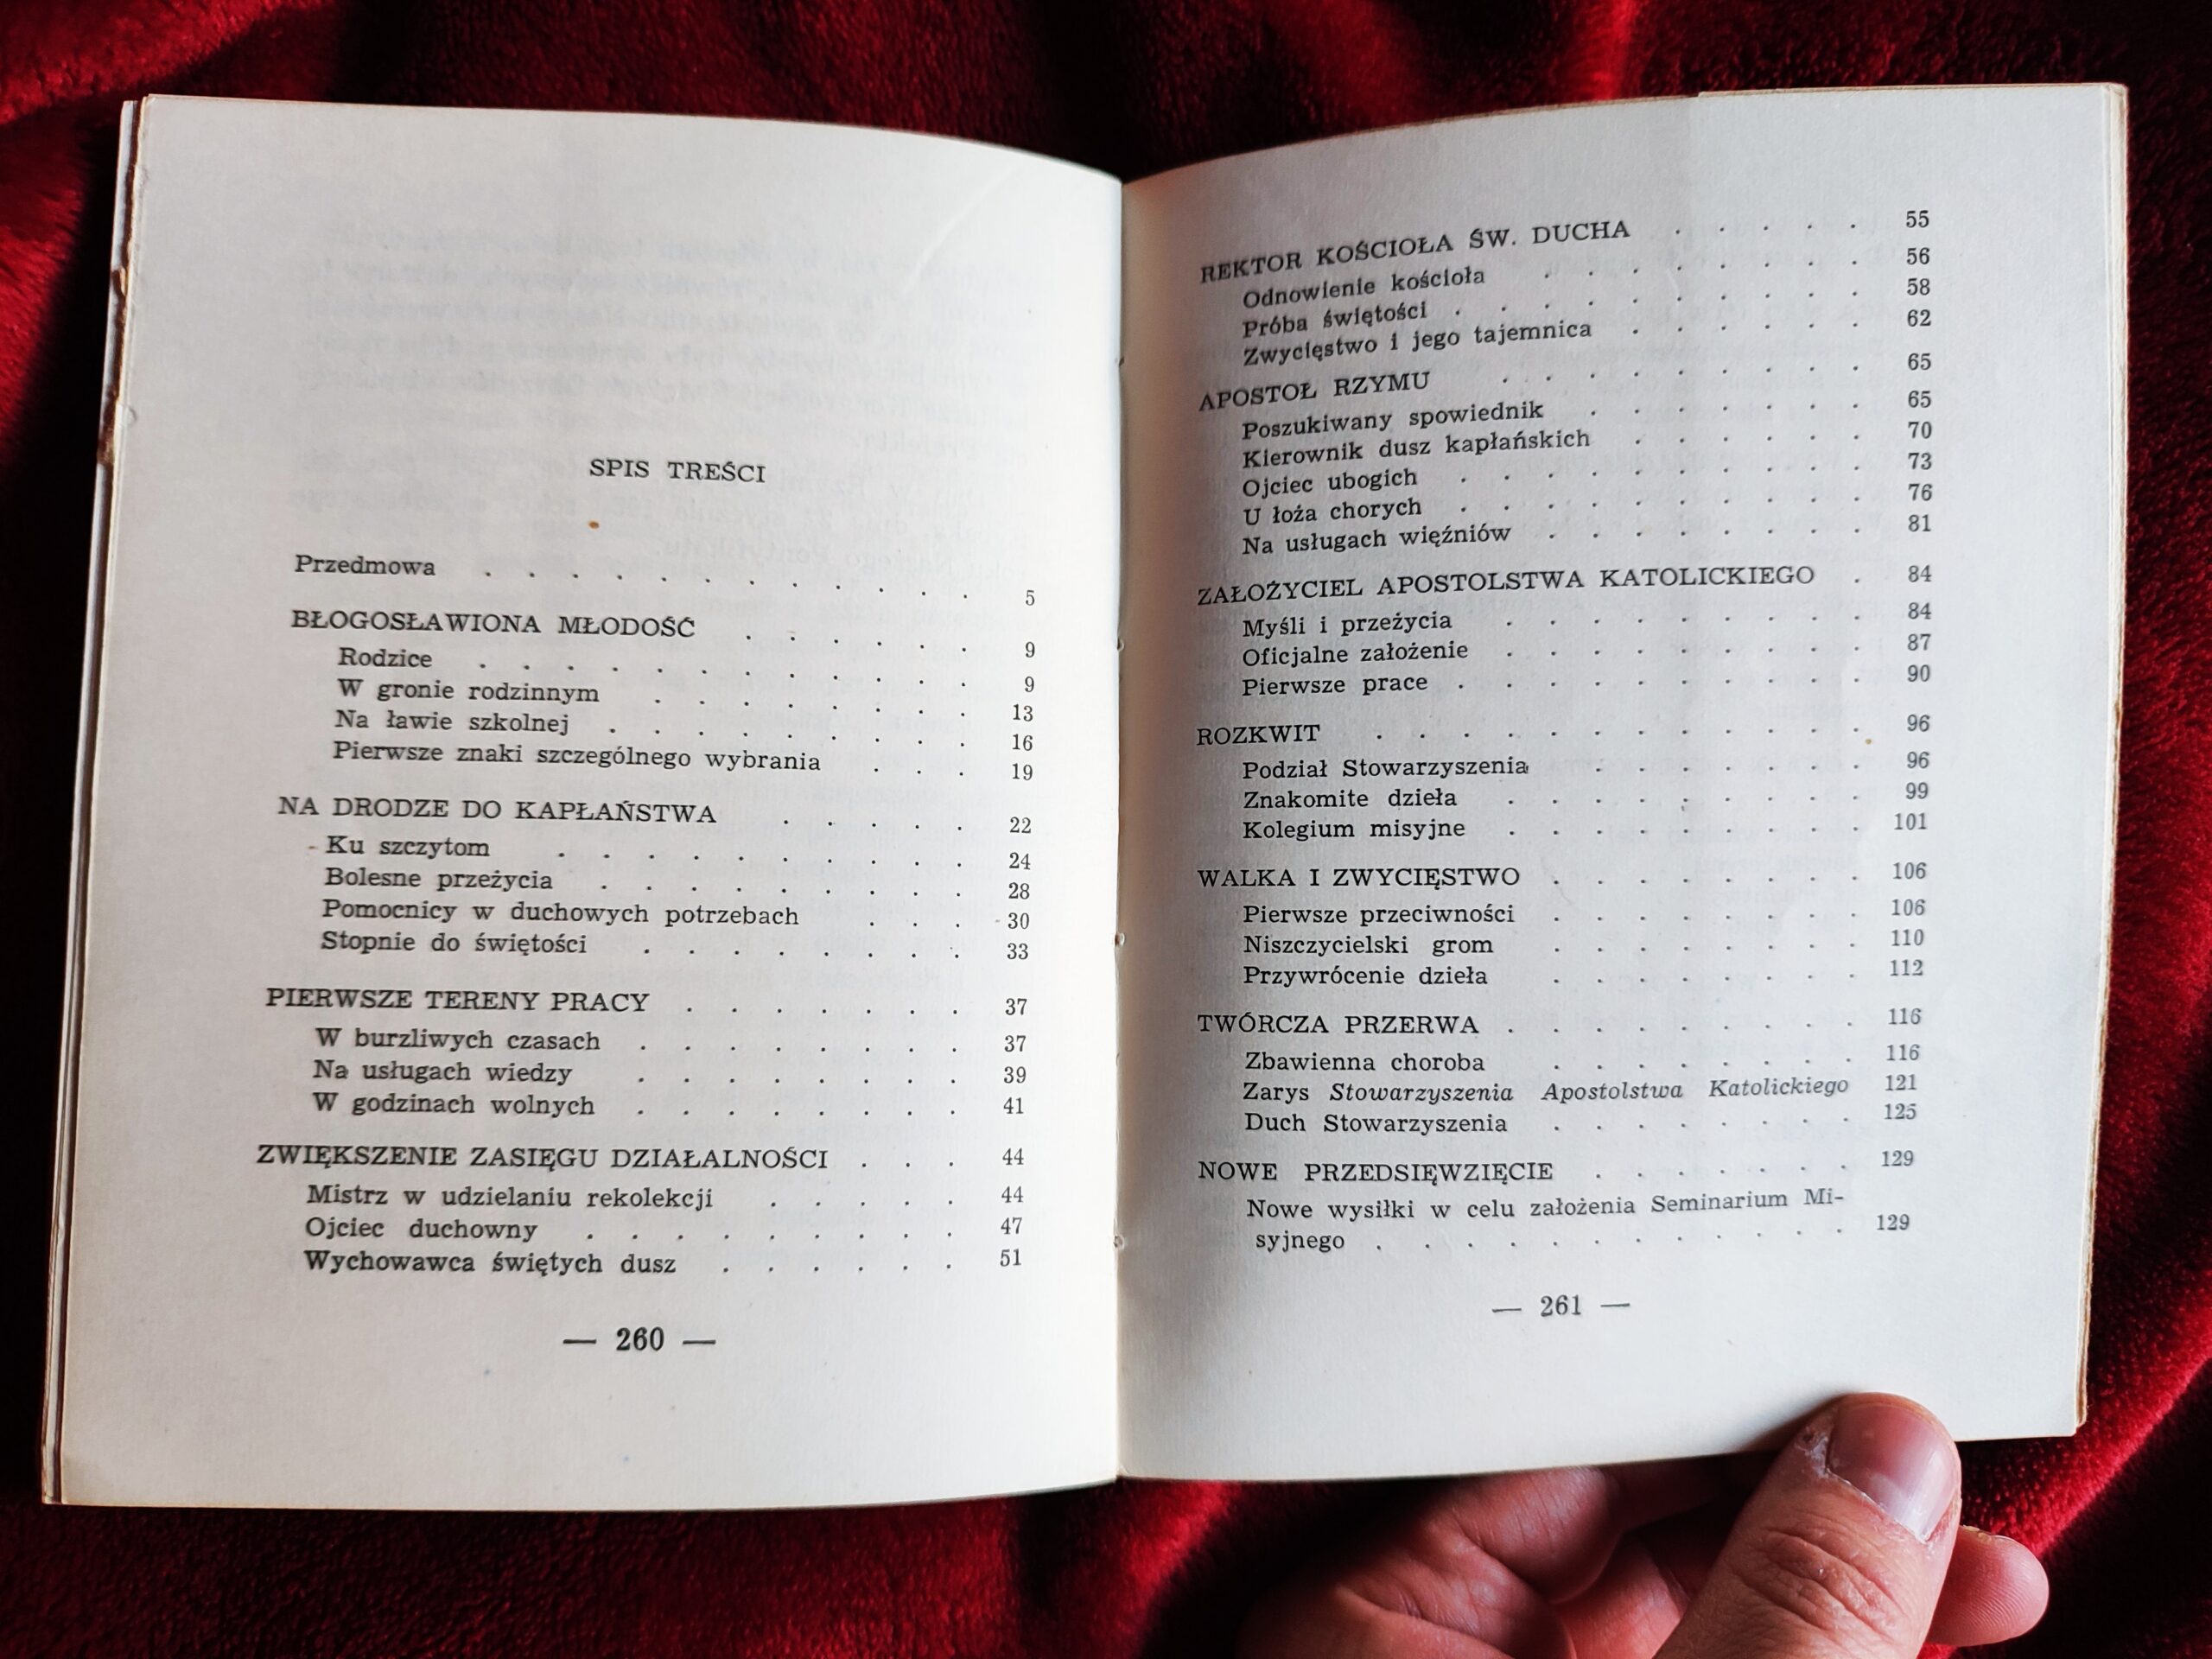 SPIS TREŚCI
Przedmowa . . . . . . . . . . . . 5
BŁOGOSŁAWIONA MŁODOŚĆ . . . . . . 9
Rodzice . . . . . . . . . . . . 9
W gronie rodzinnym . . . . . . . . 13
Na ławie szkolnej . . . . . . . . . 16
Pierwsze znaki szczególnego wybrania . . . 19
NA DRODZE DO KAPŁAŃSTWA . . . . . 22
Ku szczytom . . . . . . . . . . 24
Bolesne przeżycia . . . . . . . . . 28
Pomocnicy w duchowych potrzebach . . . 30
Stopnie do świętości . . . . . . . . 33
PIERWSZE TERENY PRACY . . . . . . . 37
W burzliwych czasach . . . . . . . . 37
Na usługach wiedzy . . . . . . . . 39
W godzinach wolnych . . . . . . . . 41
ZWIĘKSZENIE ZASIĘGU DZIAŁALNOŚCI . . . 44
Mistrz w udzielaniu rekolekcji . . . . . 44
Ojciec duchowny . . . . . . . . . 47
Wychowawca świętych dusz . . . . . . 51
— 260 —
REKTOR KOŚCIOŁA ŚW. DUCHA . . . . . 55
Odnowienie kościoła . . . . . . . . 56
Próba świętości . . . . . . . . . . 58
Zwycięstwo i jego tajemnica . . . . . . 62
APOSTOŁ RZYMU . . . . . . . . . 65
Poszukiwany spowiednik . . . . . . . 65
Kierownik dusz kapłańskich . . . . . . 70
Ojciec ubogich . . . . . . . . . . 73
U łoża chorych . . . . . . . . . . 76
Na usługach więźniów . . . . . . . . 81
ZAŁOŻYCIEL APOSTOLSTWA KATOLICKIEGO . 84
Myśli i przeżycia . . . . . . . . . 84
Oficjalne założenie . . . . . . . . . 87
Pierwsze prace . . . . . . . . . . 90
ROZKWIT . . . . . . . . . . . . 96
Podział Stowarzyszenia . . . . . . . 96
Znakomite dzieła . . . . . . . . . 99
Kolegium misyjne . . . . . . . . . 101
WALKA I ZWYCIĘSTWO . . . . . . . . 106
Pierwsze przeciwności . . . . . . . . 106
Niszczycielski grom . . . . . . . . 110
Przywrócenie dzieła . . . . . . . . 112
TWÓRCZA PRZERWA . . . . . . . . . 116
Zbawienna choroba . . . . . . . . 116
Zarys Stowarzyszenia Apostolstwa Katolickiego 121
Duch Stowarzyszenia . . . . . . . . 125
NOWE PRZEDSIĘWZIĘCIE . . . . . . . 129
Nowe wysiłki w celu założenia Seminarium Mi-
syjnego . . . . . . . . . . . 129
— 261 —